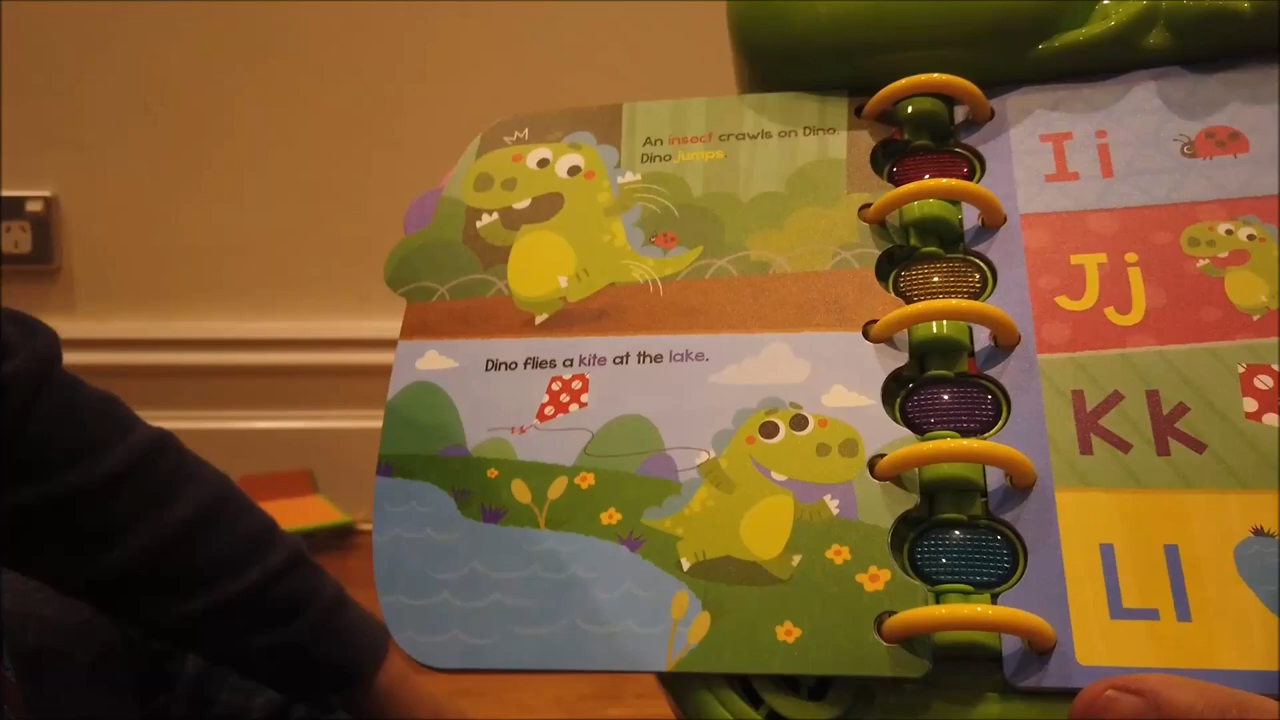 An insect crawls on Dino.
Dino jumps.
Dino flies a kite at the lake.
Ii
Jj
Kk
Ll